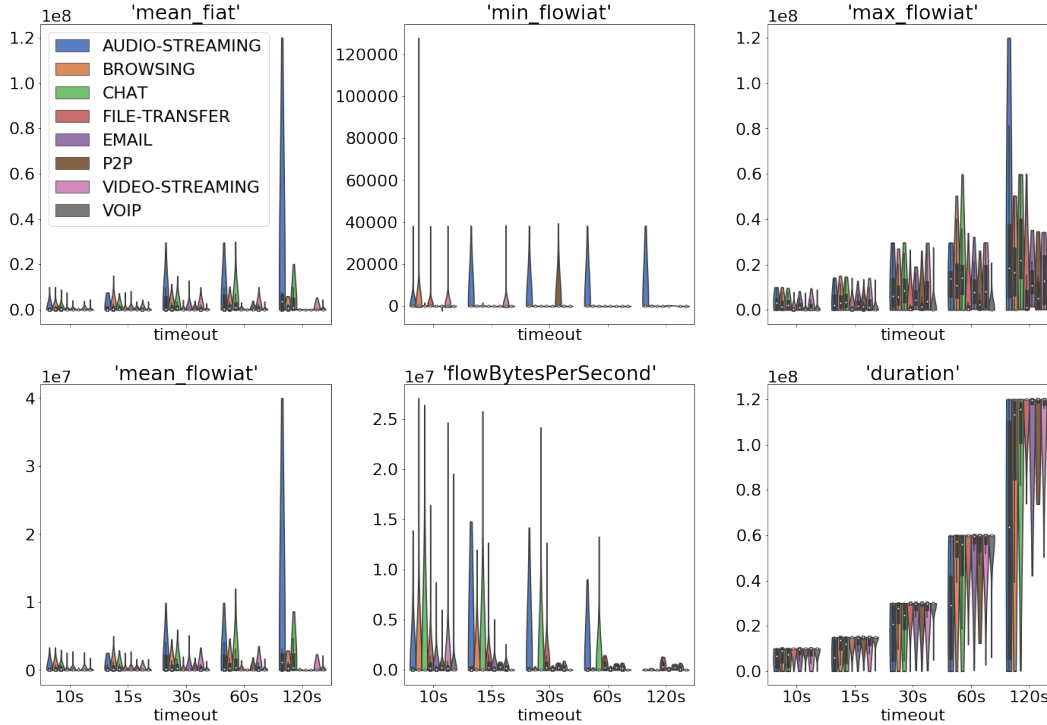 'mean_fiat'
1e8
1.2
1.0
0.8
0.6
0.4
0.2
0.0
AUDIO-STREAMING
BROWSING
CHAT
FILE-TRANSFER
EMAIL
P2P
VIDEO-STREAMING
VOIP
timeout
'min_flowiat'
120000
100000
80000
60000
40000
20000
0
timeout
'max_flowiat'
1e8
1.2
1.0
0.8
0.6
0.4
0.2
0.0
timeout
'mean_flowiat'
1e7
4
3
2
1
0
10s 15s 30s 60s 120s
timeout
'flowBytesPerSecond'
1e7
2.5
2.0
1.5
1.0
0.5
0.0
10s 15s 30s 60s 120s
timeout
'duration'
1e8
1.2
1.0
0.8
0.6
0.4
0.2
0.0
10s 15s 30s 60s 120s
timeout